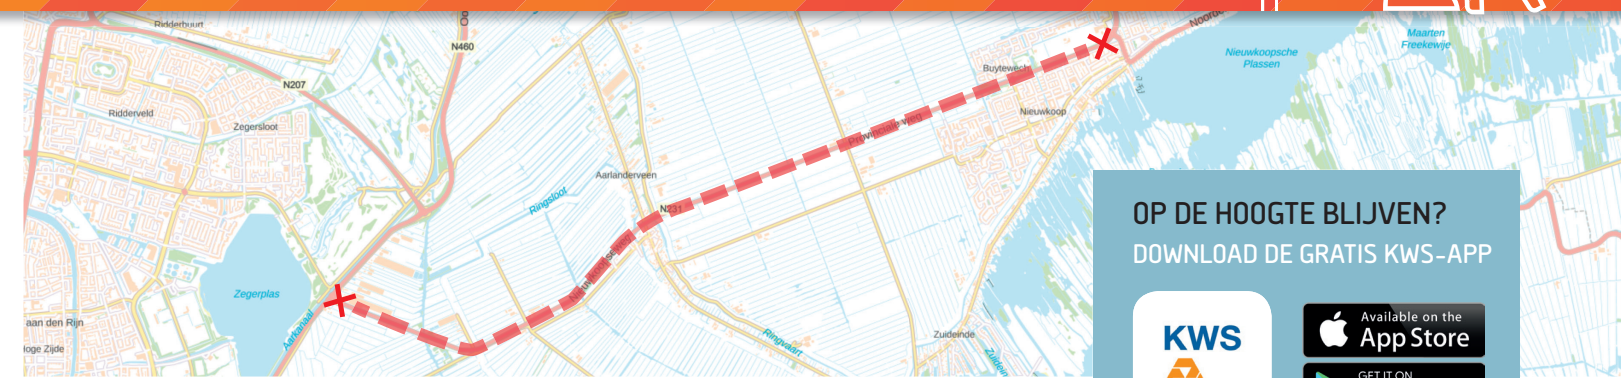 Ridderbuurt
N460
Maarten
Freekewije
Nieuwkoopsche
Plassen
Buytewech
N207
Ridderveld
Nieuwkoop
Zegersloot
Provinciale weg
Aarlanderveen
Ringsloot
N231
OP DE HOOGTE BLIJVEN?
DOWNLOAD DE GRATIS KWS-APP
Zegerplas
aan den Rijn
Aarkanaal
loge Zijde
Ringvaart
Zuideinde
KWS
Available on the
App Store
GET IT ON